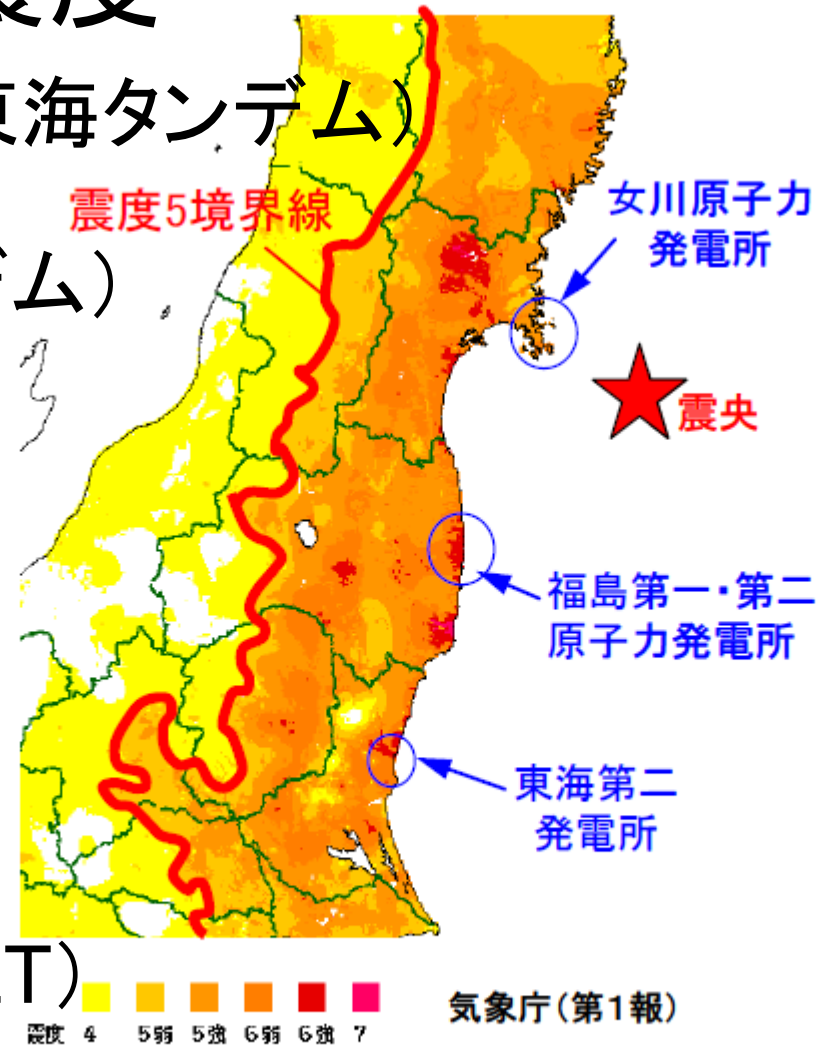 震度
東海タンデム)
震度5境界線
デム)
女川原子力
発電所
震央
福島第一・第二
原子力発電所
東海第二
発電所
T)
震度 4 5弱 5強 6弱 6強 7
気象庁(第1報)